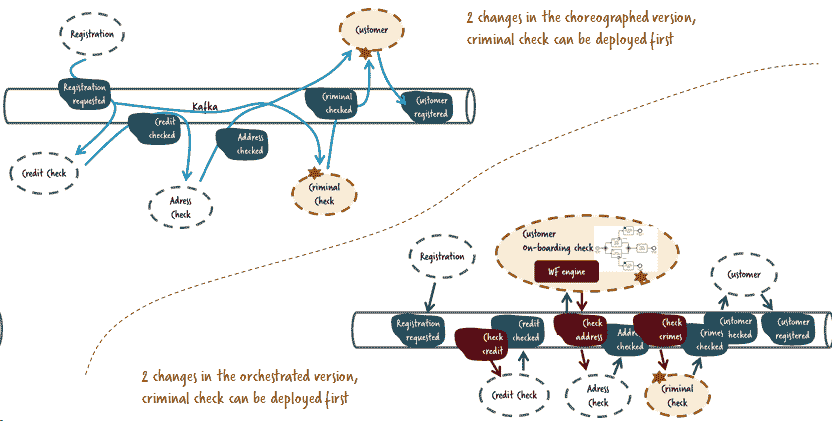 2 changes in the choreographed version,
criminal check can be deployed first
Registration
Customer
Registration
requested
Kafka
Criminal
checked
Customer
registered
Credit
checked
Address
checked
Credit Check
Adress
Check
Criminal
Check
Customer
On-boarding check
WF engine
Registration
Customer
Registration
requested
Check
credit
Credit
checked
Check
address
Addr
checked
Check
crimes
Crimes
checked
Customer
hecked
Customer
registered
Credit Check
Adress
Check
Criminal
Check
2 changes in the orchestrated version,
criminal check can be deployed first